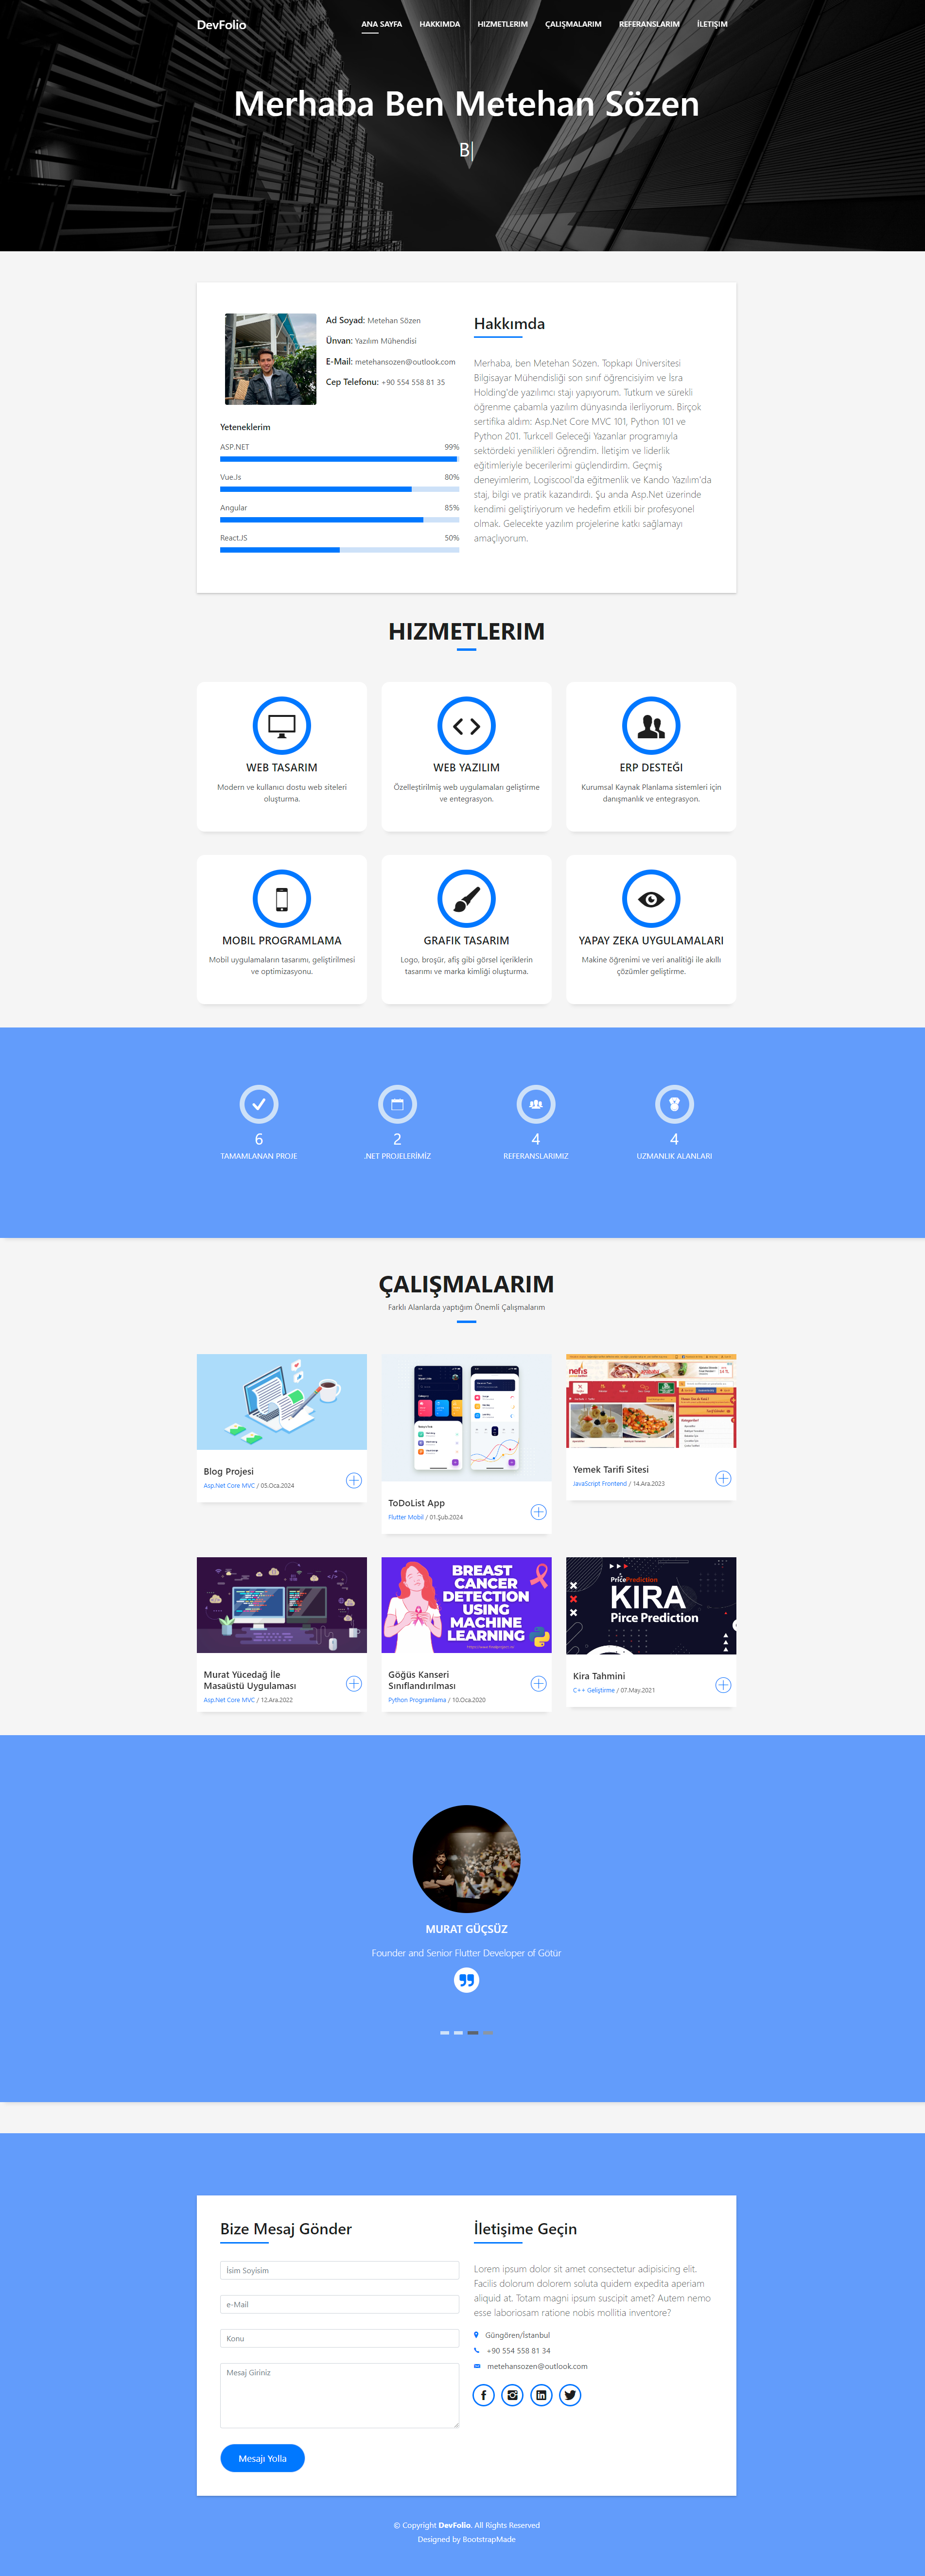 DevFolio
ANA SAYFA
HAKKIMDA
HIZMETLERIM
ÇALIŞMALARIM
REFERANSLARIM
İLETIŞIM
Merhaba Ben Metehan Sözen
B|
Ad Soyad: Metehan Sözen
Ünvan: Yazılım Mühendisi
E-Mail: metehansozen@outlook.com
Cep Telefonu: +90 554 558 81 35
Yeteneklerim
ASP.NET 99%
Vue.Js 80%
Angular 85%
React.JS 50%
Hakkımda
Merhaba, ben Metehan Sözen. Topkapı Üniversitesi
Bilgisayar Mühendisliği son sınıf öğrencisiyim ve İsra
Holding'de yazılımcı stajı yapıyorum. Tutkum ve sürekli
öğrenme çabamla yazılım dünyasında ilerliyorum. Birçok
sertifika aldım: Asp.Net Core MVC 101, Python 101 ve
Python 201. Turkcell Geleceği Yazanlar programıyla
sektördeki yenilikleri öğrendim. İletişim ve liderlik
eğitimleriyle becerilerimi güçlendirdim. Geçmiş
deneyimlerim, Logiscool'da eğitmenlik ve Kando Yazılım'da
staj, bilgi ve pratik kazandırdı. Şu anda Asp.Net üzerinde
kendimi geliştiriyorum ve hedefim etkili bir profesyonel
olmak. Gelecekte yazılım projelerine katkı sağlamayı
amaçlıyorum.
HIZMETLERIM
WEB TASARIM
Modern ve kullanıcı dostu web siteleri
oluşturma.
WEB YAZILIM
Özelleştirilmiş web uygulamaları geliştirme
ve entegrasyon.
ERP DESTEĞI
Kurumsal Kaynak Planlama sistemleri için
danışmanlık ve entegrasyon.
MOBIL PROGRAMLAMA
Mobil uygulamaların tasarımı, geliştirilmesi
ve optimizasyonu.
GRAFIK TASARIM
Logo, broşür, afiş gibi görsel içeriklerin
tasarımı ve marka kimliği oluşturma.
YAPAY ZEKA UYGULAMALARI
Makine öğrenimi ve veri analitiği ile akıllı
çözümler geliştirme.
6
TAMAMLANAN PROJE
2
.NET PROJELERİMİZ
4
REFERANSLARIMIZ
4
UZMANLIK ALANLARI
ÇALIŞMALARIM
Farklı Alanlarda yaptığım Önemli Çalışmalarım
Blog Projesi
Asp.Net Core MVC / 05.Oca.2024
ToDoList App
Flutter Mobil / 01.Şub.2024
nefis
Yemek Tarifi Sitesi
JavaScript Frontend / 14.Ara.2023
Murat Yücedağ İle
Masaüstü Uygulaması
Asp.Net Core MVC / 12.Ara.2022
BREAST
CANCER
DETECTION
USING
MACHINE
LEARNING
Göğüs Kanseri
Sınıflandırılması
Python Programlama / 10.Oca.2020
PricePrediction
KIRA
Pirce Prediction
Kira Tahmini
C++ Geliştirme / 07.May.2021
MURAT GÜÇSÜZ
Founder and Senior Flutter Developer of Götür
Bize Mesaj Gönder
İsim Soyisim
e-Mail
Konu
Mesaj Giriniz
Mesajı Yolla
İletişime Geçin
Lorem ipsum dolor sit amet consectetur adipisicing elit.
Facilis dolorum dolorem soluta quidem expedita aperiam
aliquid at. Totam magni ipsum suscipit amet? Autem nemo
esse laboriosam ratione nobis mollitia inventore?
Güngören/İstanbul
+90 554 558 81 34
metehansozen@outlook.com
© Copyright DevFolio. All Rights Reserved
Designed by BootstrapMade